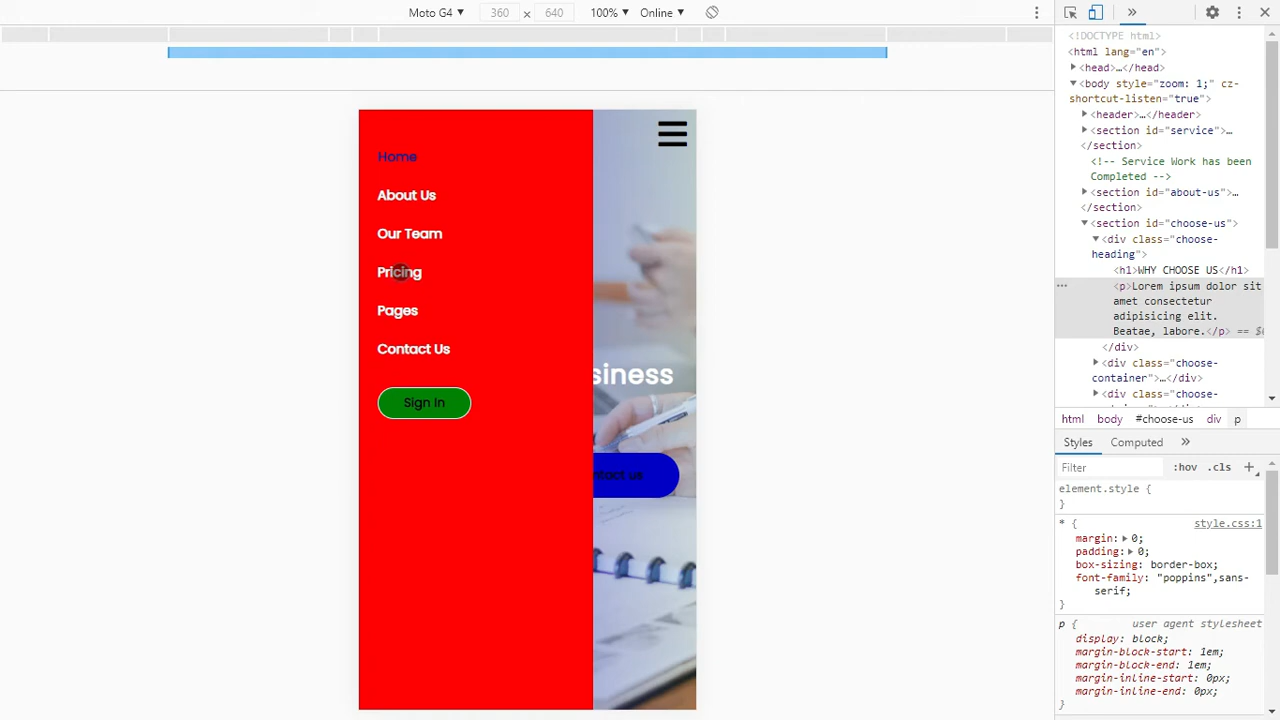 Moto G4 ▼ 360 × 640 100% ▼ Online ▼
<!DOCTYPE html>
<html lang="en">
<head>…</head>
<body style="zoom: 1;" cz-
shortcut-listen="true">
<header>…</header>
<section id="service">…
</section>
<!-- Service Work has been
Completed -->
<section id="about-us">…
</section>
<section id="choose-us">
<div class="choose-
heading">
<h1>WHY CHOOSE US</h1>
<p>Lorem ipsum dolor sit
met consectetur
adipisicing elit.
Beatae, labore.</p> ==
</div>
<div class="choose-
container">…</div>
<div class="choose-
html body #choose-us div p
Styles Computed
Filter :hov .cls +
element.style {
}
* { style.css:1
margin: 0;
padding: 0;
box-sizing: border-box;
font-family: "poppins",sans-
serif;
}
p { user agent stylesheet
display: block;
margin-block-start: 1em;
margin-block-end: 1em;
margin-inline-start: 0px;
margin-inline-end: 0px;
}
Home
About Us
Our Team
Pricing
Pages
Contact Us
Sign In
siness
ntact us